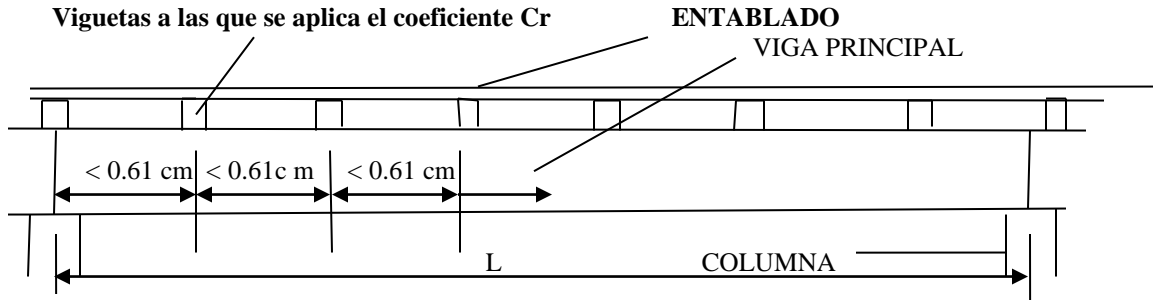 Viguetas a las que se aplica el coeficiente Cr
ENTABLADO
VIGA PRINCIPAL
< 0.61 cm
< 0.61c m
< 0.61 cm
L
COLUMNA